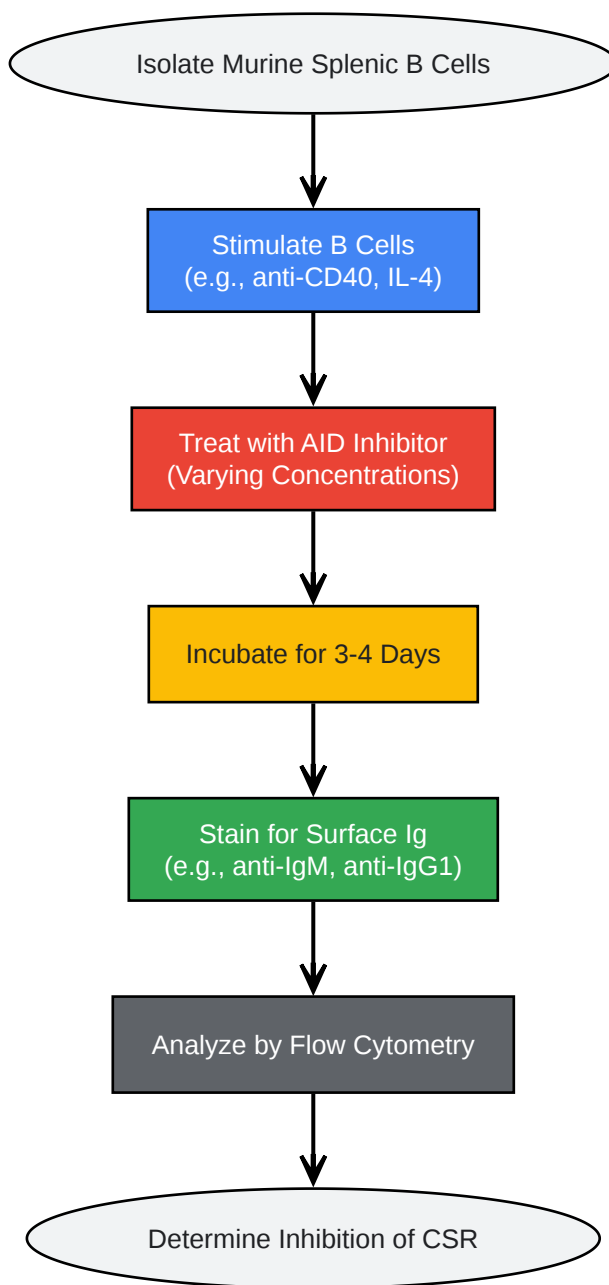 Isolate Murine Splenic B Cells
Stimulate B Cells
(e.g., anti-CD40, IL-4)
Treat with AID Inhibitor
(Varying Concentrations)
Incubate for 3-4 Days
Stain for Surface Ig
(e.g., anti-IgM, anti-IgG1)
Analyze by Flow Cytometry
Determine Inhibition of CSR